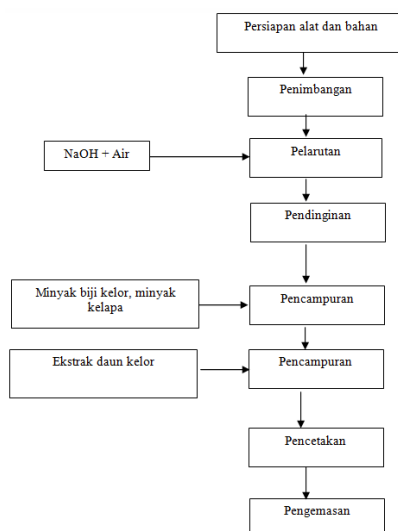 Persiapan alat dan bahan
Penimbangan
NaOH + Air
Pelarutan
Pendinginan
Minyak biji kelor, minyak
kelapa
Pencampuran
Ekstrak daun kelor
Pencampuran
Pencetakan
Pengemasan